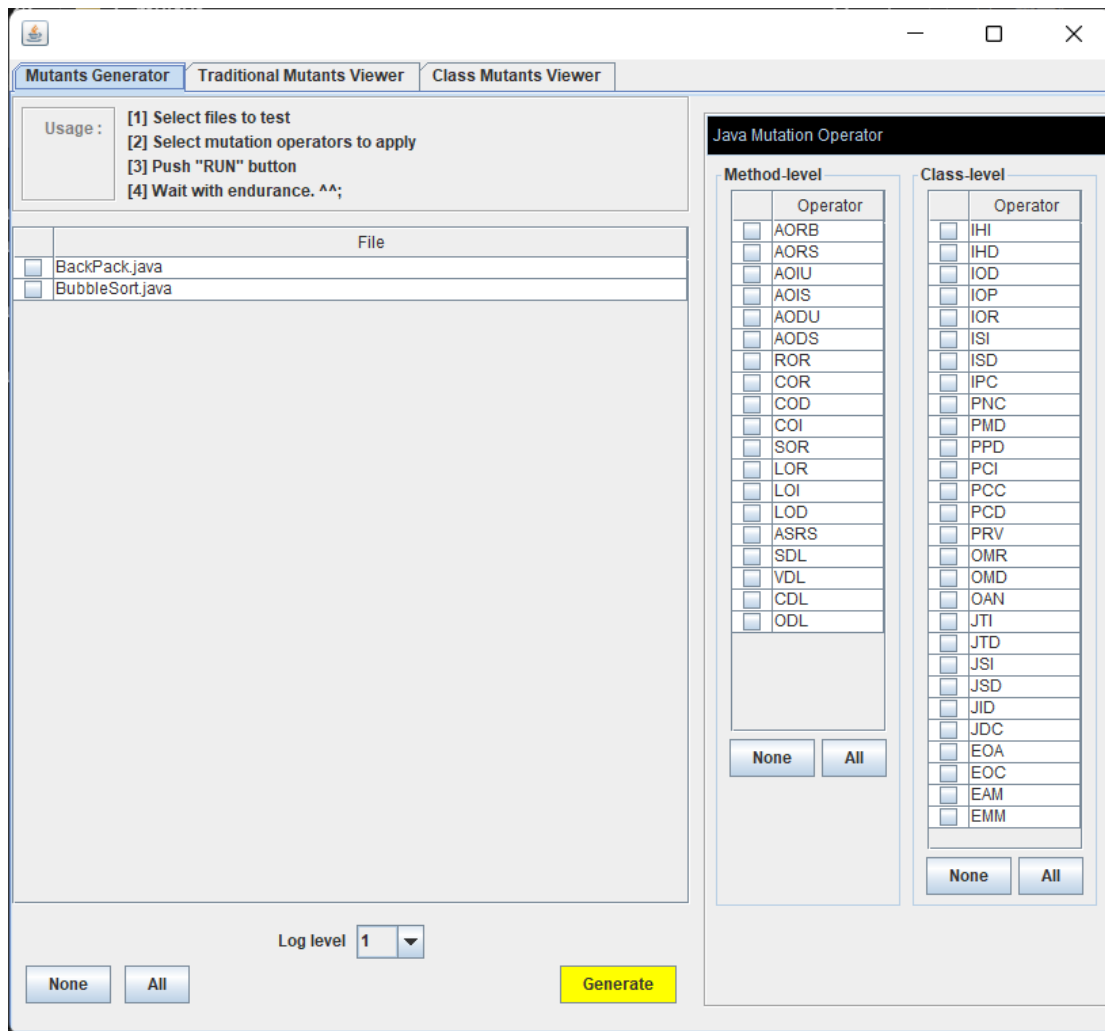 Mutants Generator
Traditional Mutants Viewer
Class Mutants Viewer
Usage :
[1] Select files to test
[2] Select mutation operators to apply
[3] Push "RUN" button
[4] Wait with endurance. ^^;
File
BackPack.java
BubbleSort.java
Log level 1
None
All
Generate
Java Mutation Operator
Method-level
Operator
AORB
AORS
AOIU
AOIS
AODU
AODS
ROR
COR
COD
COI
SOR
LOR
LOI
LOD
ASRS
SDL
VDL
CDL
ODL
None
All
Class-level
Operator
IHI
IHD
IOD
IOP
IOR
ISI
ISD
IPC
PNC
PMD
PPD
PCI
PCC
PCD
PRV
OMR
OMD
OAN
JTI
JTD
JSI
JSD
JID
JDC
EOA
EOC
EAM
EMM
None
All